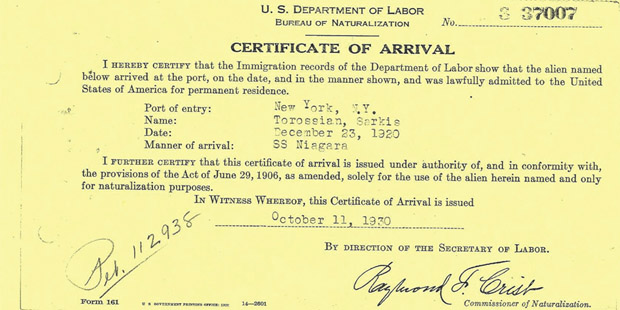 U. S. DEPARTMENT OF LABOR
BUREAU OF NATURALIZATION No. 8 37007
CERTIFICATE OF ARRIVAL
I HEREBY CERTIFY that the Immigration records of the Department of Labor show that the alien named
below arrived at the port, on the date, and in the manner shown, and was lawfully admitted to the United
States of America for permanent residence.
Port of entry: New York, N.Y.
Name: Torossian, Sarkis
Date: December 23, 1920
Manner of arrival: SS Niagara
I FURTHER CERTIFY that this certificate of arrival is issued under authority of, and in conformity with,
the provisions of the Act of June 29, 1906, as amended, solely for the use of the alien herein named and only
for naturalization purposes.
IN WITNESS WHEREOF, this Certificate of Arrival is issued
October 11, 1930
BY DIRECTION OF THE SECRETARY OF LABOR.
Pet. 112938
Raymond F. Crist
Form 161 U. S. GOVERNMENT PRINTING OFFICE: 14—2601 Commissioner of Naturalization.